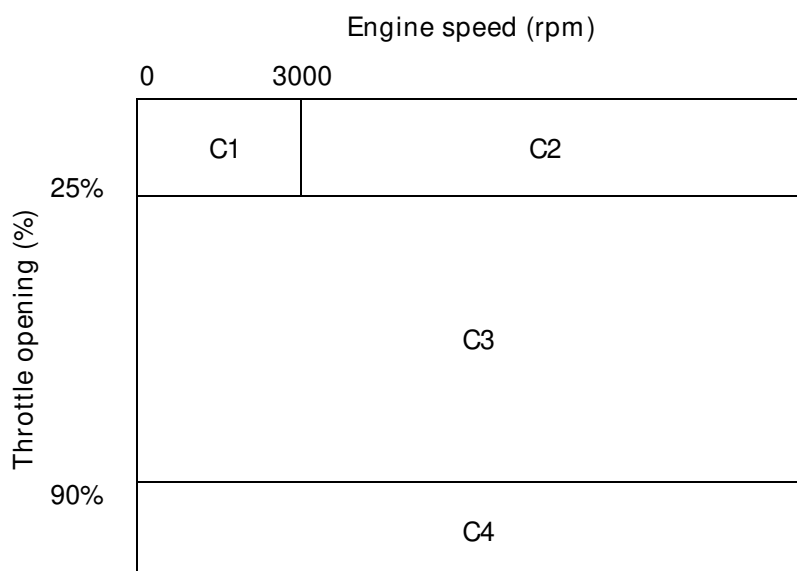 Engine speed (rpm)
0 3000
C1 C2
25%
Throttle opening (%)
C3
90%
C4